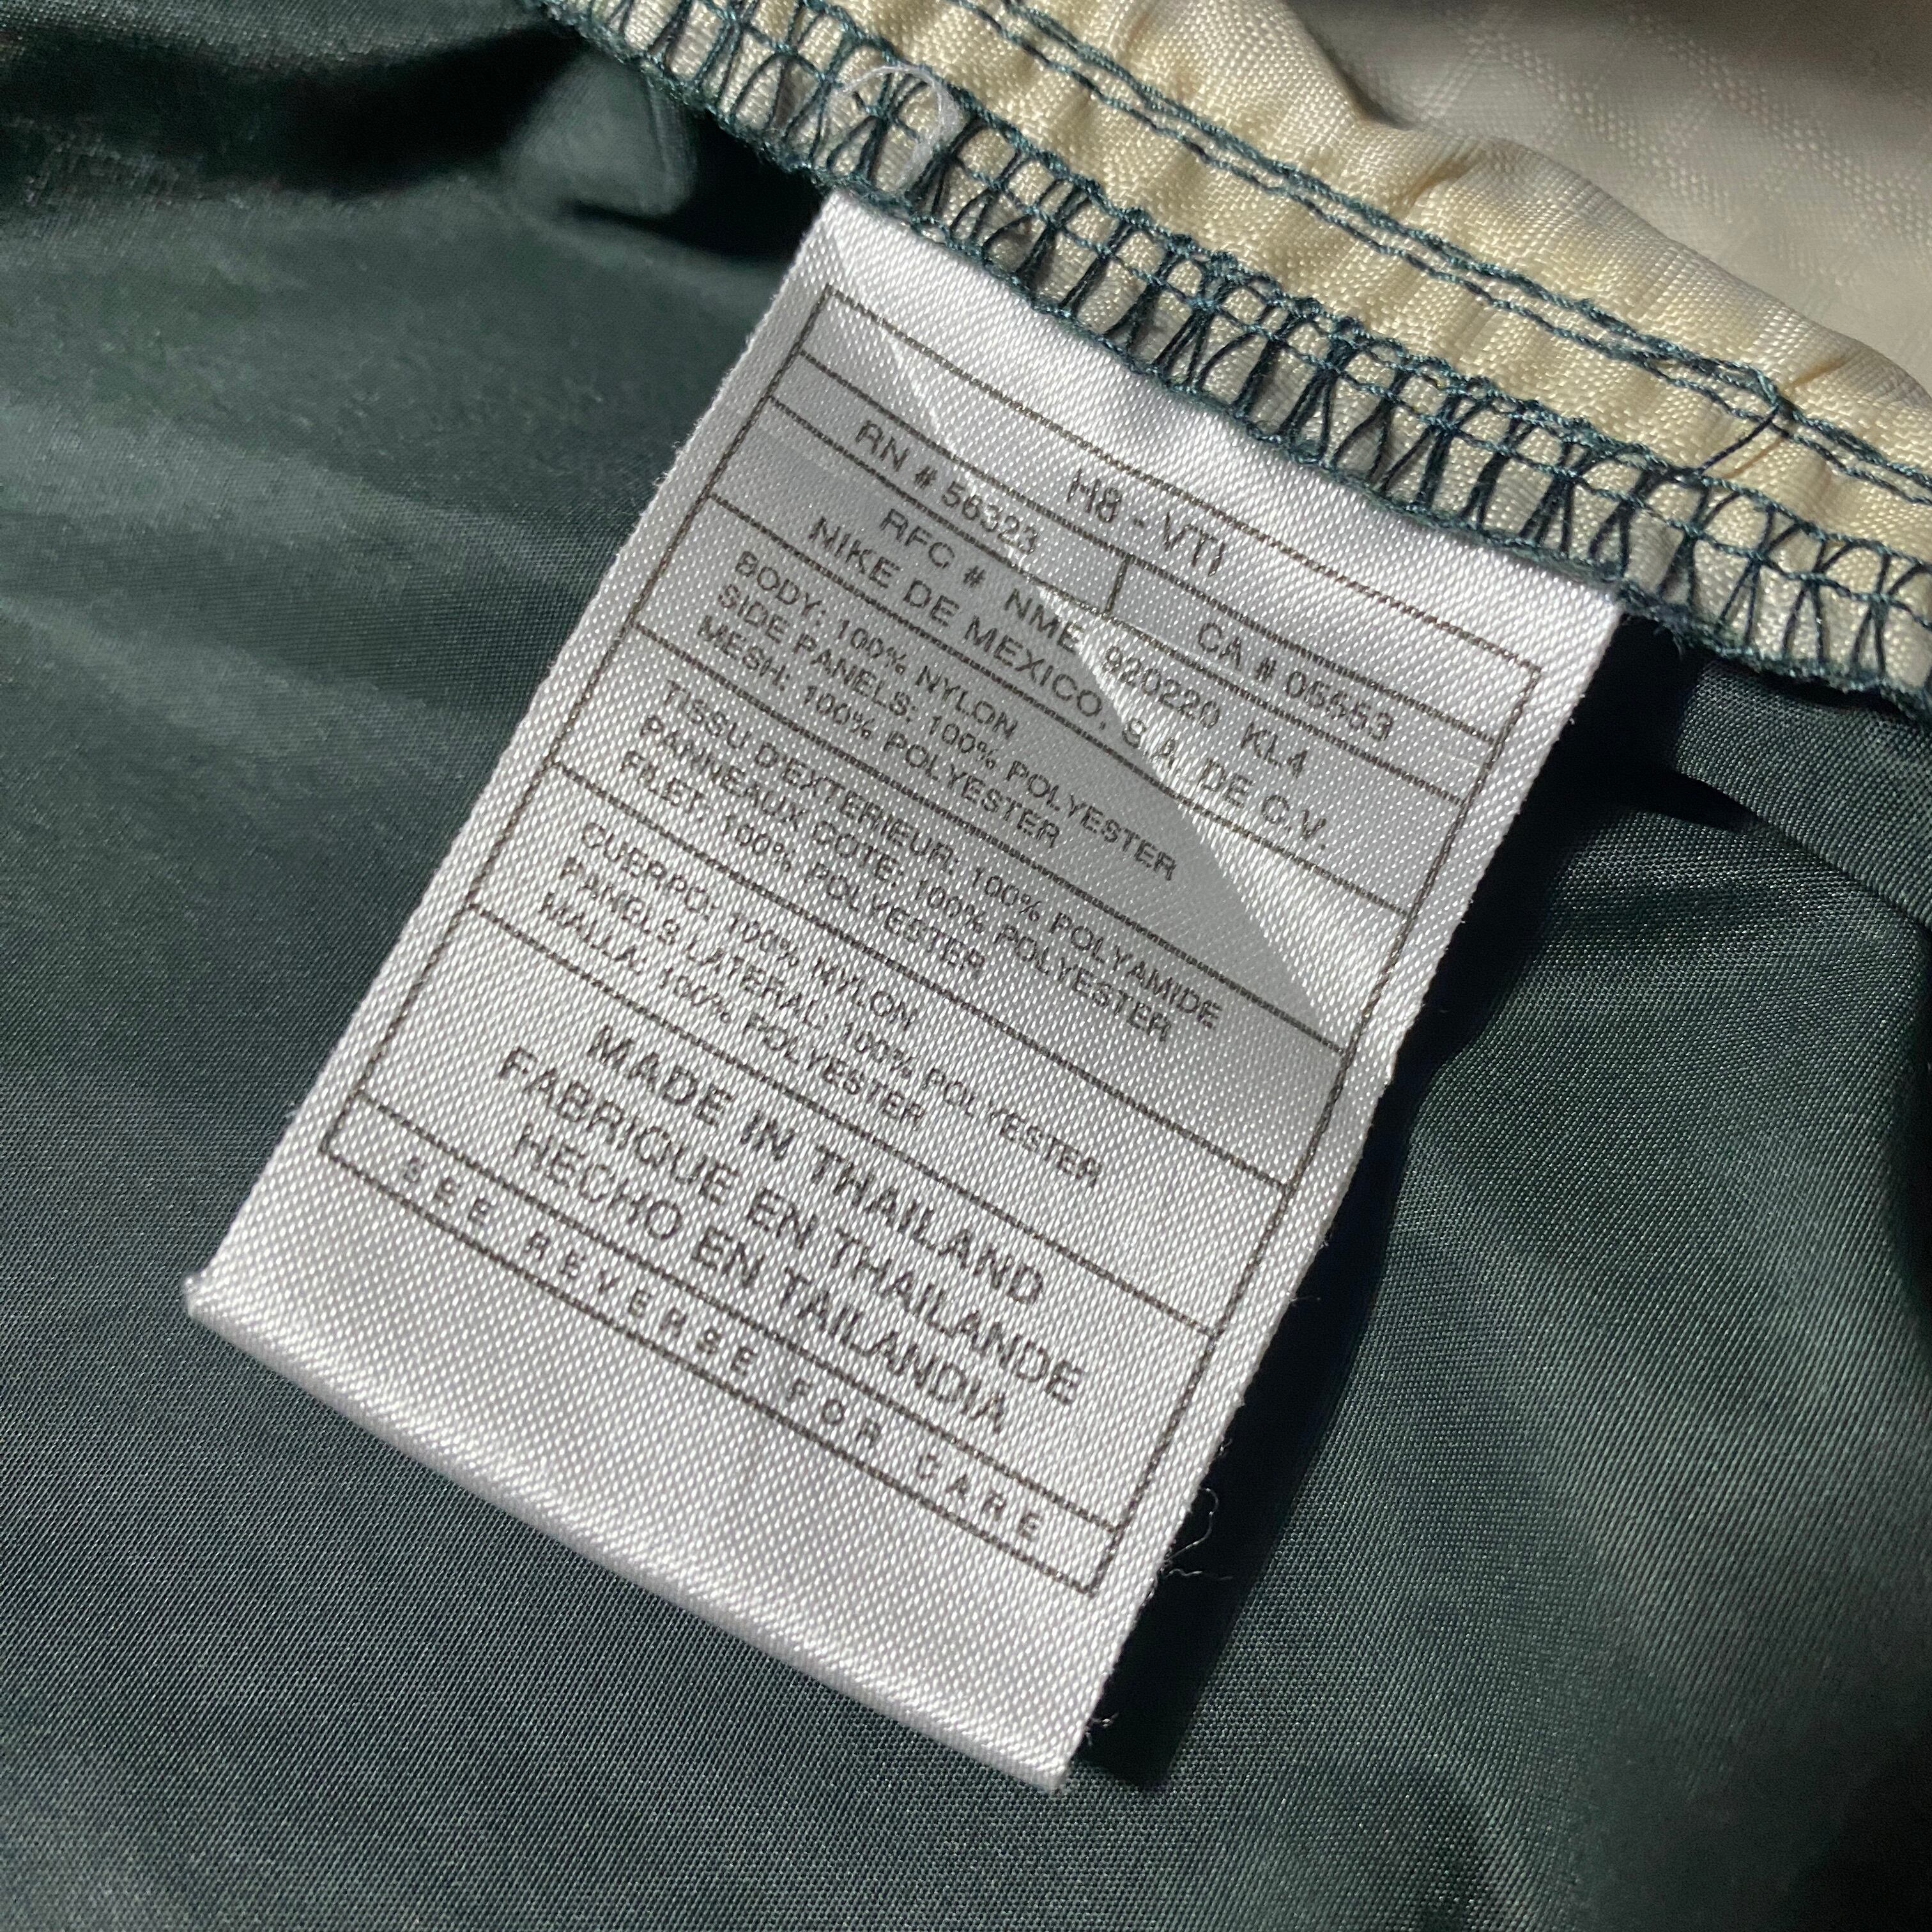 H8 - VTI
RN # 56323 CA # 05553
RFC # NME 920220 KL4
NIKE DE MEXICO, S.A. DE C.V.
BODY: 100% NYLON
SIDE PANELS: 100% POLYESTER
MESH: 100% POLYESTER
TISSU D'EXTERIEUR: 100% POLYAMIDE
PANNEAUX COTE: 100% POLYESTER
FILET: 100% POLYESTER
CUERPO: 100% NYLON
PANGLS LATERAL: 100% POLYESTER
MALLA: 100% POLYESTER
MADE IN THAILAND
FABRIQUE EN THAILANDE
HECHO EN TAILANDIA
SEE REVERSE FOR CARE